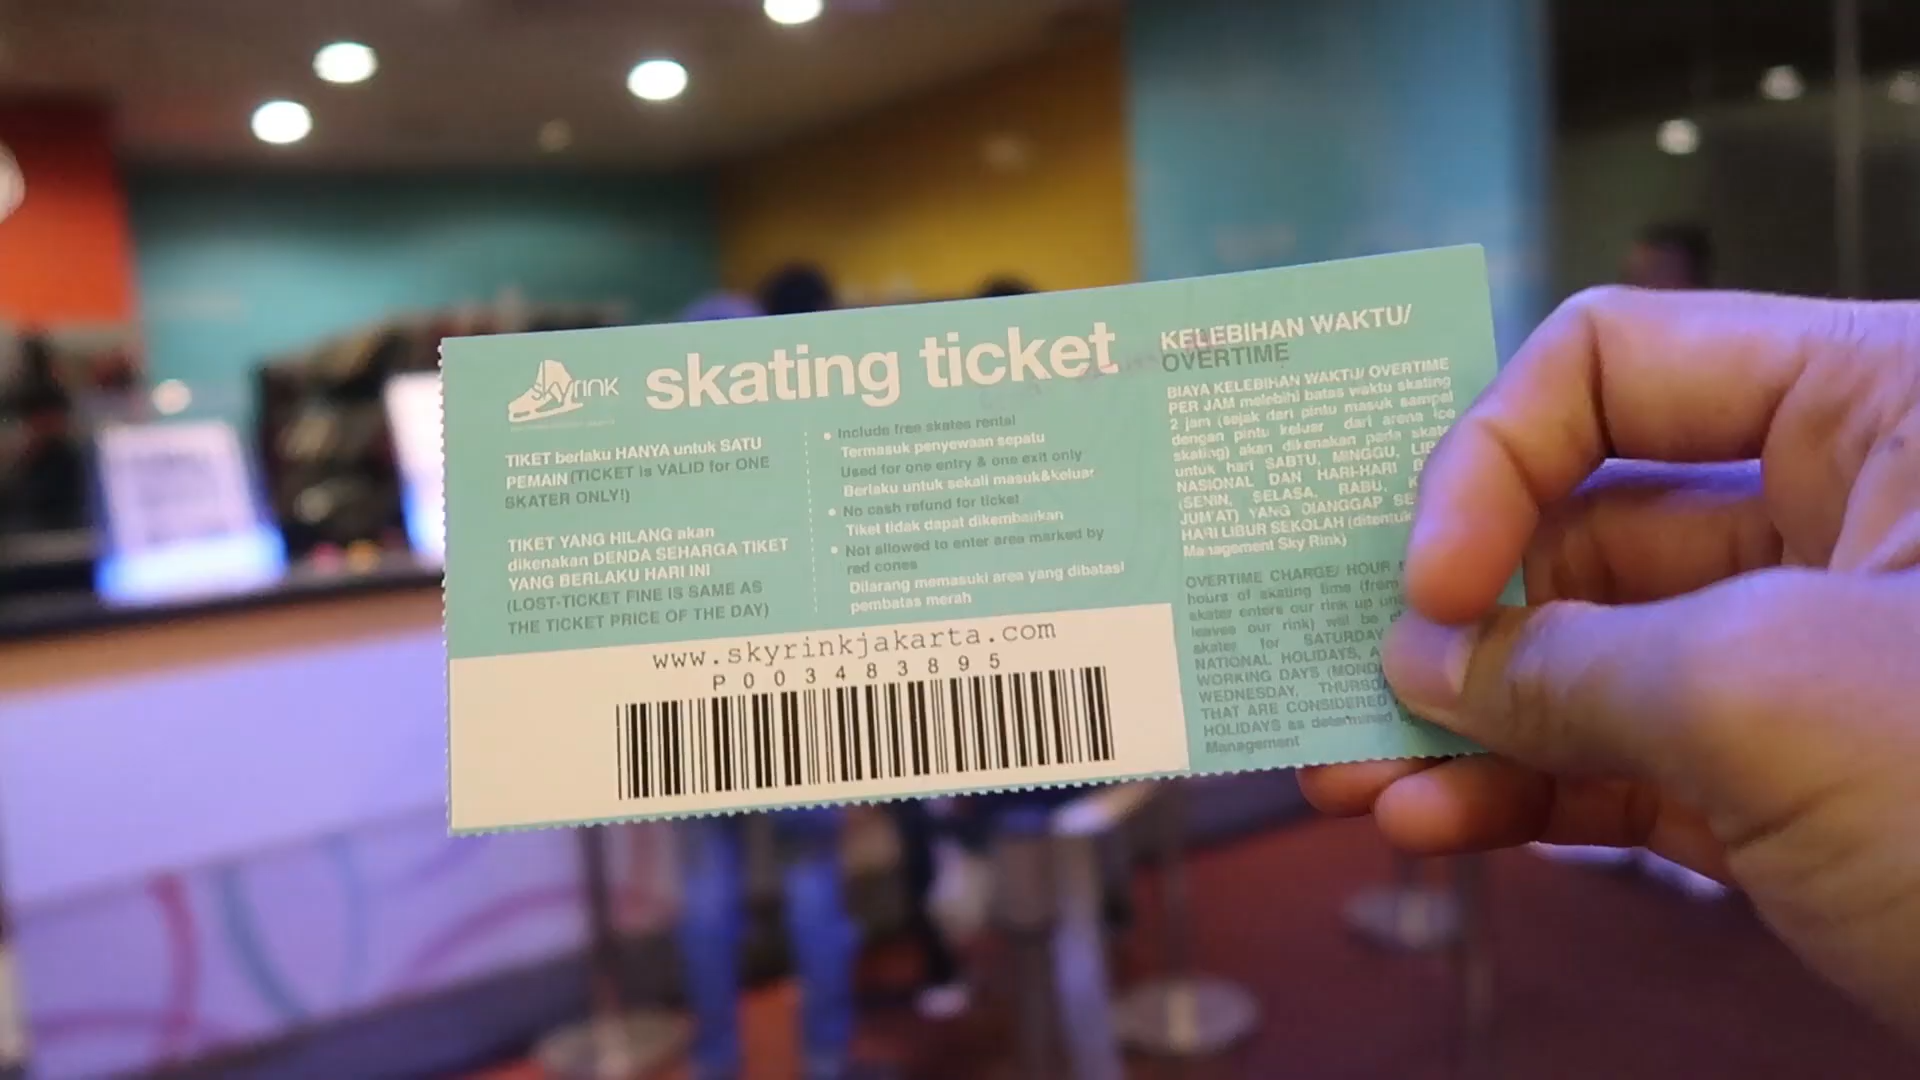 SKYRINK
skating ticket
TIKET berlaku HANYA untuk SATU
PEMAIN (TICKET is VALID for ONE
SKATER ONLY!)
TIKET YANG HILANG akan
dikenakan DENDA SEHARGA TIKET
YANG BERLAKU HARI INI
(LOST-TICKET FINE IS SAME AS
THE TICKET PRICE OF THE DAY)
• Include free skates rental
Termasuk penyewaan sepatu
Used for one entry & one exit only
Berlaku untuk sekali masuk&keluar
• No cash refund for ticket
Tiket tidak dapat dikembalikan
• Not allowed to enter area marked by
red cones
Dilarang memasuki area yang dibatasi
pembatas merah
www.skyrinkjakarta.com
P003483895
KELEBIHAN WAKTU/
OVERTIME
BIAYA KELEBIHAN WAKTU/ OVERTIME
PER JAM melebihi batas waktu skating
2 jam (sejak dari pintu masuk sampai
dengan pintu keluar dari arena ice
skating) akan dikenakan pada skater
untuk hari SABTU, MINGGU,
NASIONAL DAN HARI-HARI
(SENIN, SELASA, RABU,
JUM'AT) YANG DIANGGAP
HARI LIBUR SEKOLAH
Management Sky Rink)
OVERTIME CHARGE/ HOUR
hours of skating time (from
skater enters our rink up
leaves our rink) will be
skater for SATURDAY
NATIONAL HOLIDAYS,
WORKING DAYS
WEDNESDAY,
THAT ARE CONSIDERED
HOLIDAYS as determined
Management